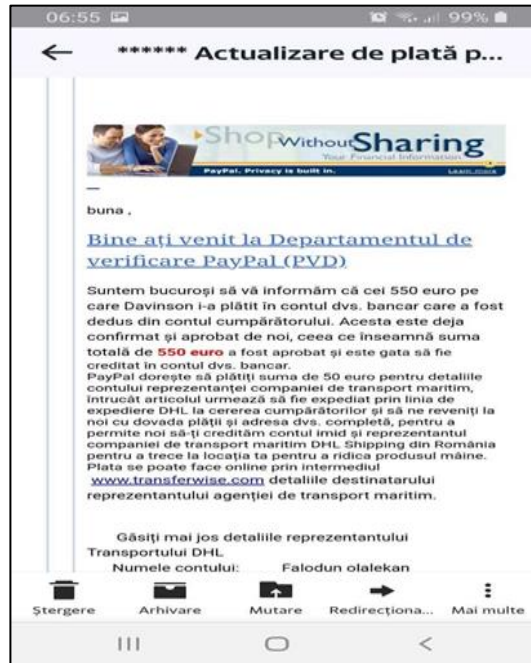 06:55 99%
****** Actualizare de plată p...
Shop Without Sharing
Your Financial Information
PayPal. Privacy is built in. Learn more
buna ,
Bine ați venit la Departamentul de
verificare PayPal (PVD)
Suntem bucuroși să vă informăm că cei 550 euro pe
care Davinson i-a plătit în contul dvs. bancar care a fost
dedus din contul cumpărătorului. Acesta este deja
confirmat și aprobat de noi, ceea ce înseamnă suma
totală de 550 euro a fost aprobat și este gata să fie
creditat în contul dvs. bancar.
PayPal dorește să plătiți suma de 50 euro pentru detaliile
contului reprezentanței companiei de transport maritim,
întrucât articolul urmează să fie expediat prin linia de
expediere DHL la cererea cumpărătorilor și să ne reveniți la
noi cu dovada plății și adresa dvs. completă, pentru a
permite noi să-ți credităm contul imid și reprezentantul
companiei de transport maritim DHL Shipping din România
pentru a trece la locația ta pentru a ridica produsul mâine.
Plata se poate face online prin intermediul
www.transferwise.com detaliile destinatarului
reprezentantului agenției de transport maritim.
Găsiți mai jos detaliile reprezentantului
Transportului DHL
Numele contului: Falodun olalekan
Ștergere Arhivare Mutare Redirecționa... Mai multe